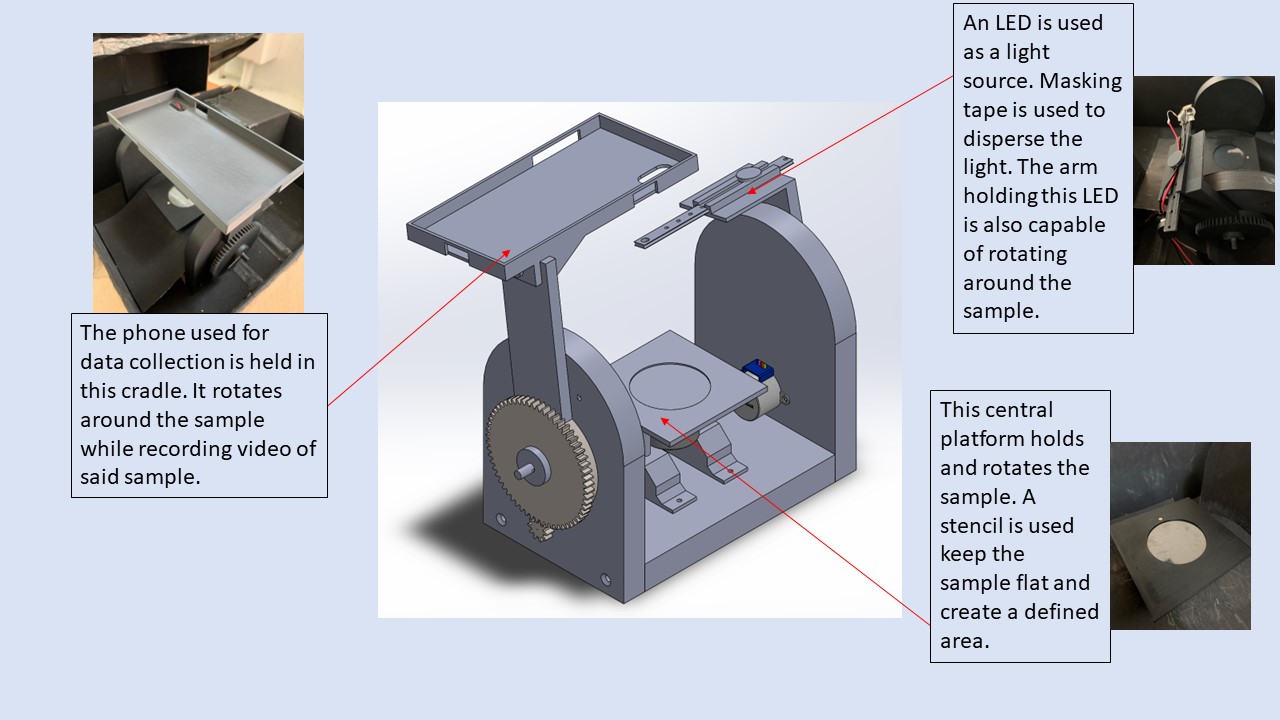 An LED is used
as a light
source. Masking
tape is used to
disperse the
light. The arm
holding this LED
is also capable
of rotating
around the
sample.
The phone used for
data collection is held in
this cradle. It rotates
around the sample
while recording video of
said sample.
This central
platform holds
and rotates the
sample. A
stencil is used
keep the
sample flat and
create a defined
area.